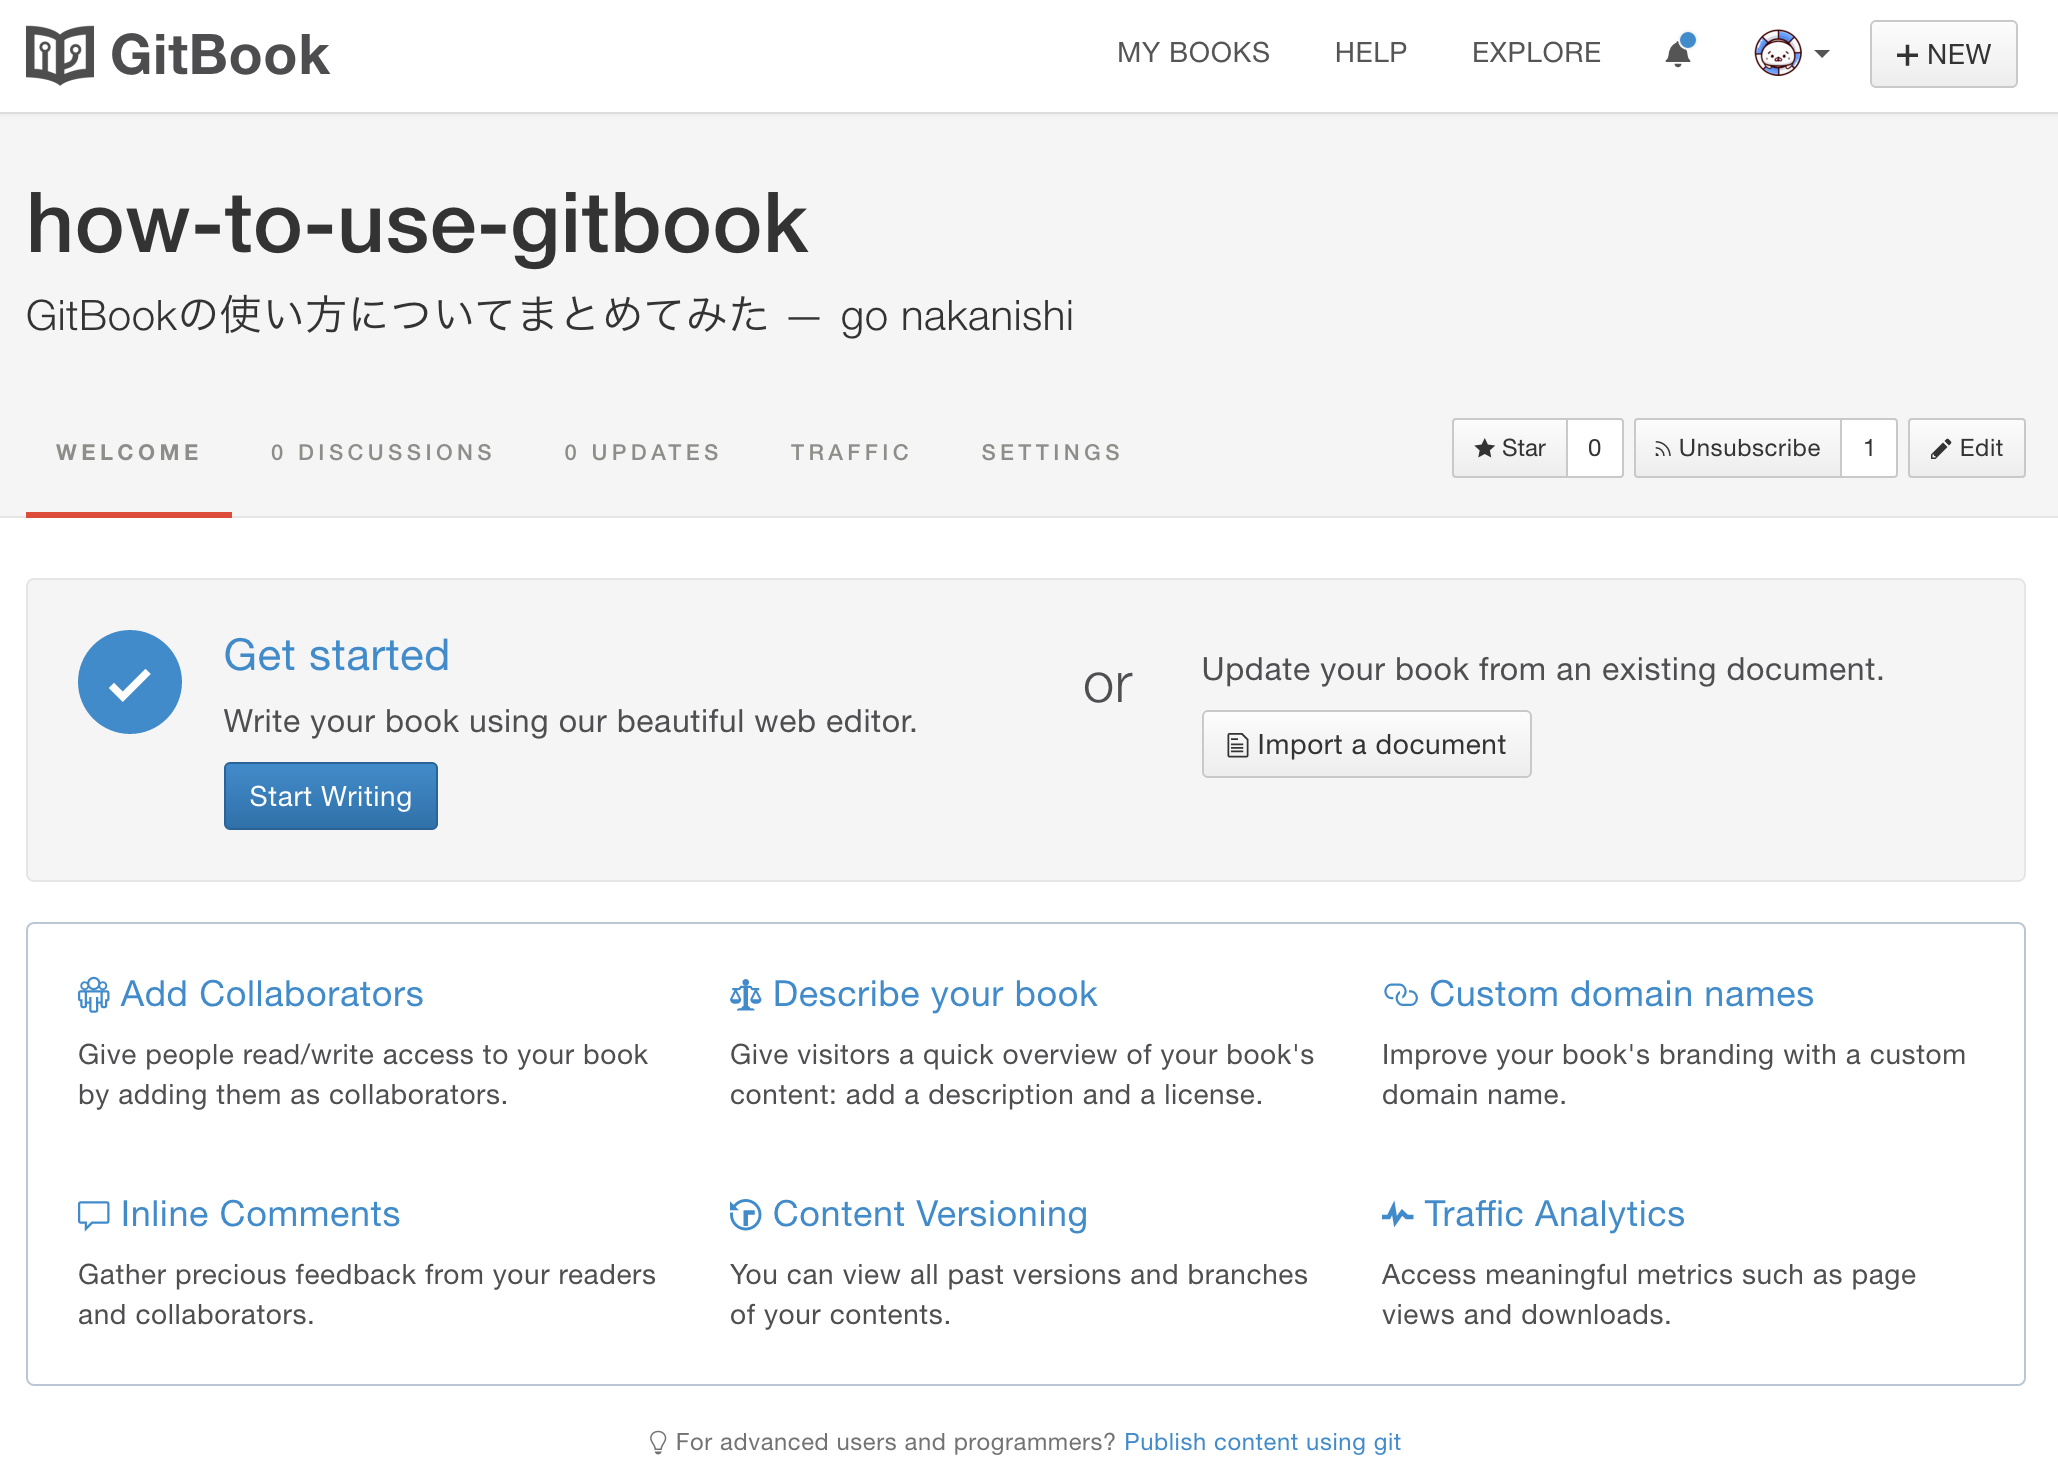 GitBook
MY BOOKS HELP EXPLORE + NEW
how-to-use-gitbook
GitBookの使い方についてまとめてみた — go nakanishi
WELCOME 0 DISCUSSIONS 0 UPDATES TRAFFIC SETTINGS
Star 0 Unsubscribe 1 Edit
Get started
Write your book using our beautiful web editor.
Start Writing
or
Update your book from an existing document.
Import a document
Add Collaborators
Give people read/write access to your book
by adding them as collaborators.
Describe your book
Give visitors a quick overview of your book's
content: add a description and a license.
Custom domain names
Improve your book's branding with a custom
domain name.
Inline Comments
Gather precious feedback from your readers
and collaborators.
Content Versioning
You can view all past versions and branches
of your contents.
Traffic Analytics
Access meaningful metrics such as page
views and downloads.
For advanced users and programmers? Publish content using git